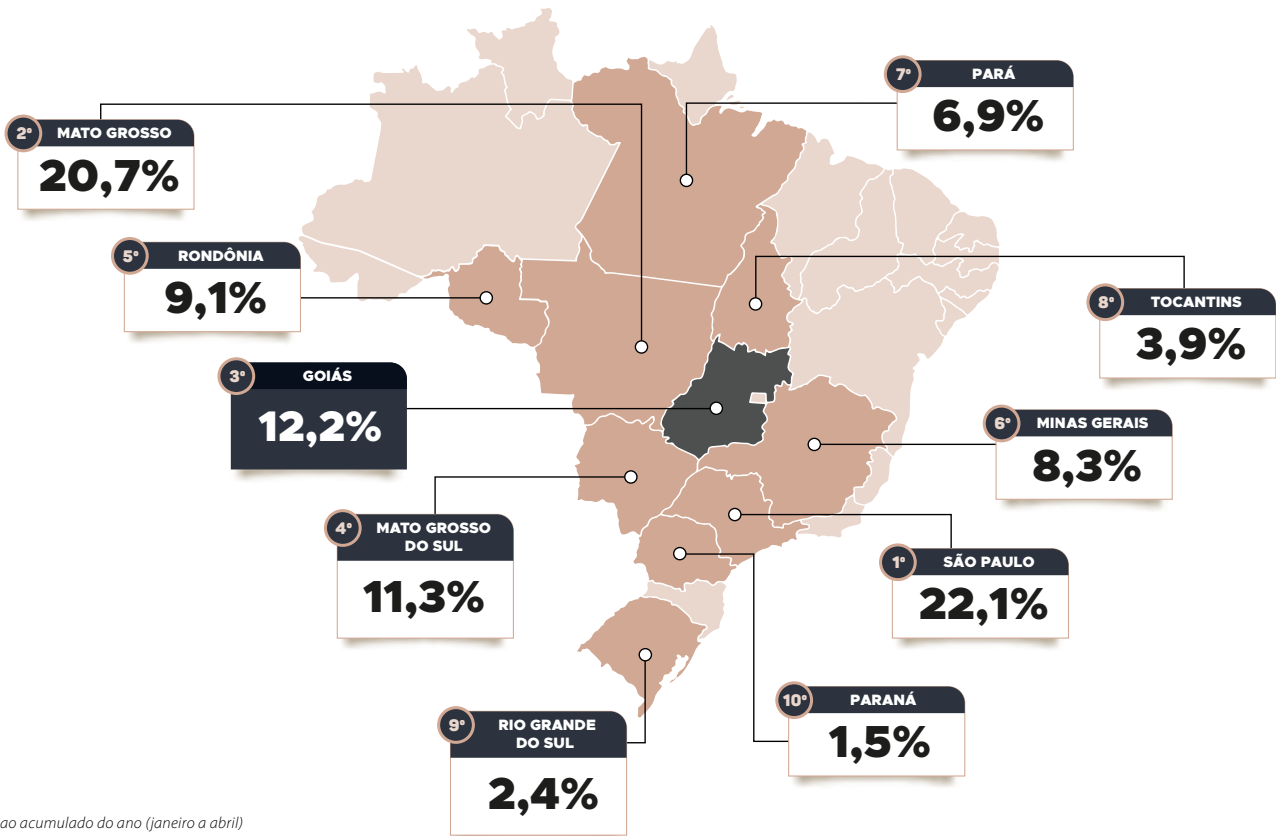 7º PARÁ
6,9%
2º MATO GROSSO
20,7%
5º RONDÔNIA
9,1%
8º TOCANTINS
3,9%
3º GOIÁS
12,2%
6º MINAS GERAIS
8,3%
4º MATO GROSSO
DO SUL
11,3%
1º SÃO PAULO
22,1%
10º PARANÁ
1,5%
9º RIO GRANDE
DO SUL
2,4%
ao acumulado do ano (janeiro a abril)